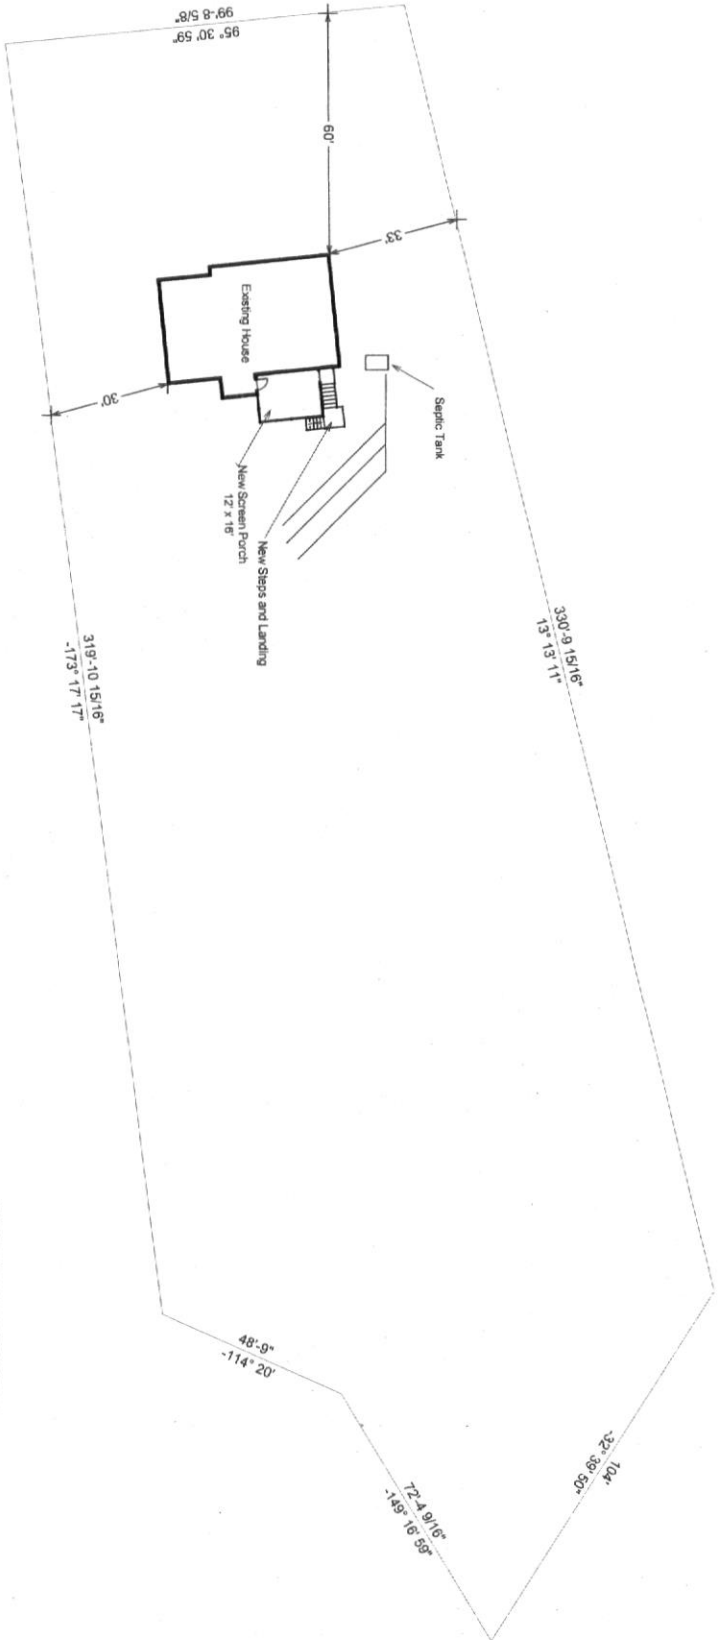 99'-8 5/8"
95° 30' 59"
60'
33'
Existing House
30'
Septic Tank
New Screen Porch
12' x 16'
New Steps and Landing
330'-9 15/16"
13° 13' 11"
319'-10 15/16"
-173° 17' 17"
48'-9"
-114° 20'
104'
-32° 39' 50"
72'-4 9/16"
-149° 16' 59"